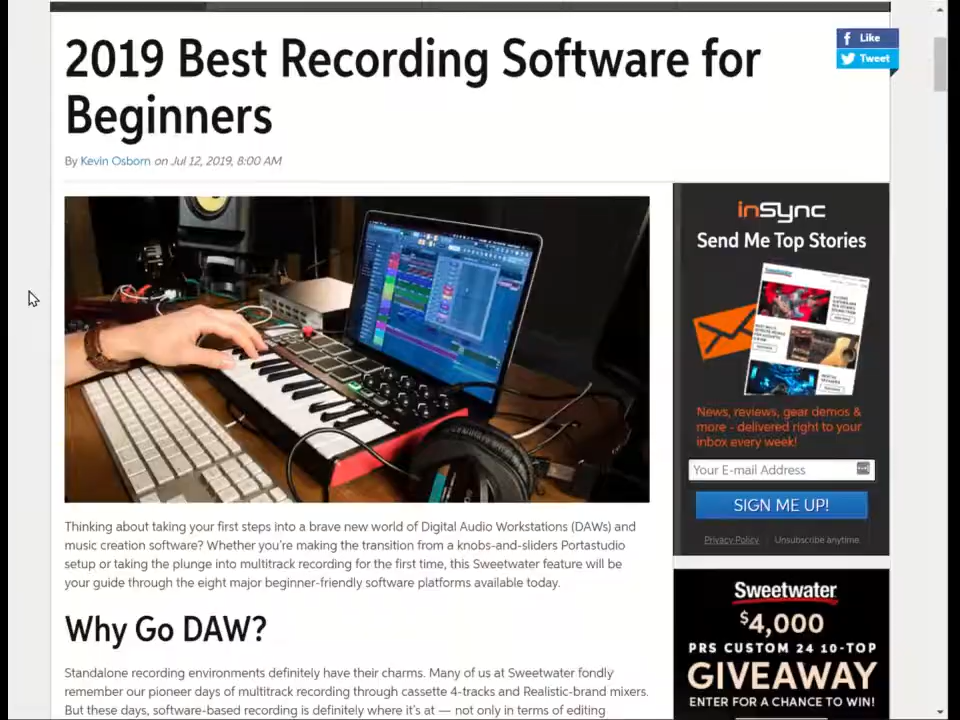 2019 Best Recording Software for
Beginners
Like
Tweet
By Kevin Osborn on Jul 12, 2019, 8:00 AM
inSync
Send Me Top Stories
News, reviews, gear demos &
more - delivered right to your
inbox every week!
Your E-mail Address
SIGN ME UP!
Privacy Policy
Unsubscribe anytime.
Thinking about taking your first steps into a brave new world of Digital Audio Workstations (DAWs) and
music creation software? Whether you're making the transition from a knobs-and-sliders Portastudio
setup or taking the plunge into multitrack recording for the first time, this Sweetwater feature will be
your guide through the eight major beginner-friendly software platforms available today.
Why Go DAW?
Standalone recording environments definitely have their charms. Many of us at Sweetwater fondly
remember our pioneer days of multitrack recording through cassette 4-tracks and Realistic-brand mixers.
But these days, software-based recording is definitely where it's at — not only in terms of editing
Sweetwater
$4,000
PRS CUSTOM 24 10-TOP
GIVEAWAY
ENTER FOR A CHANCE TO WIN!